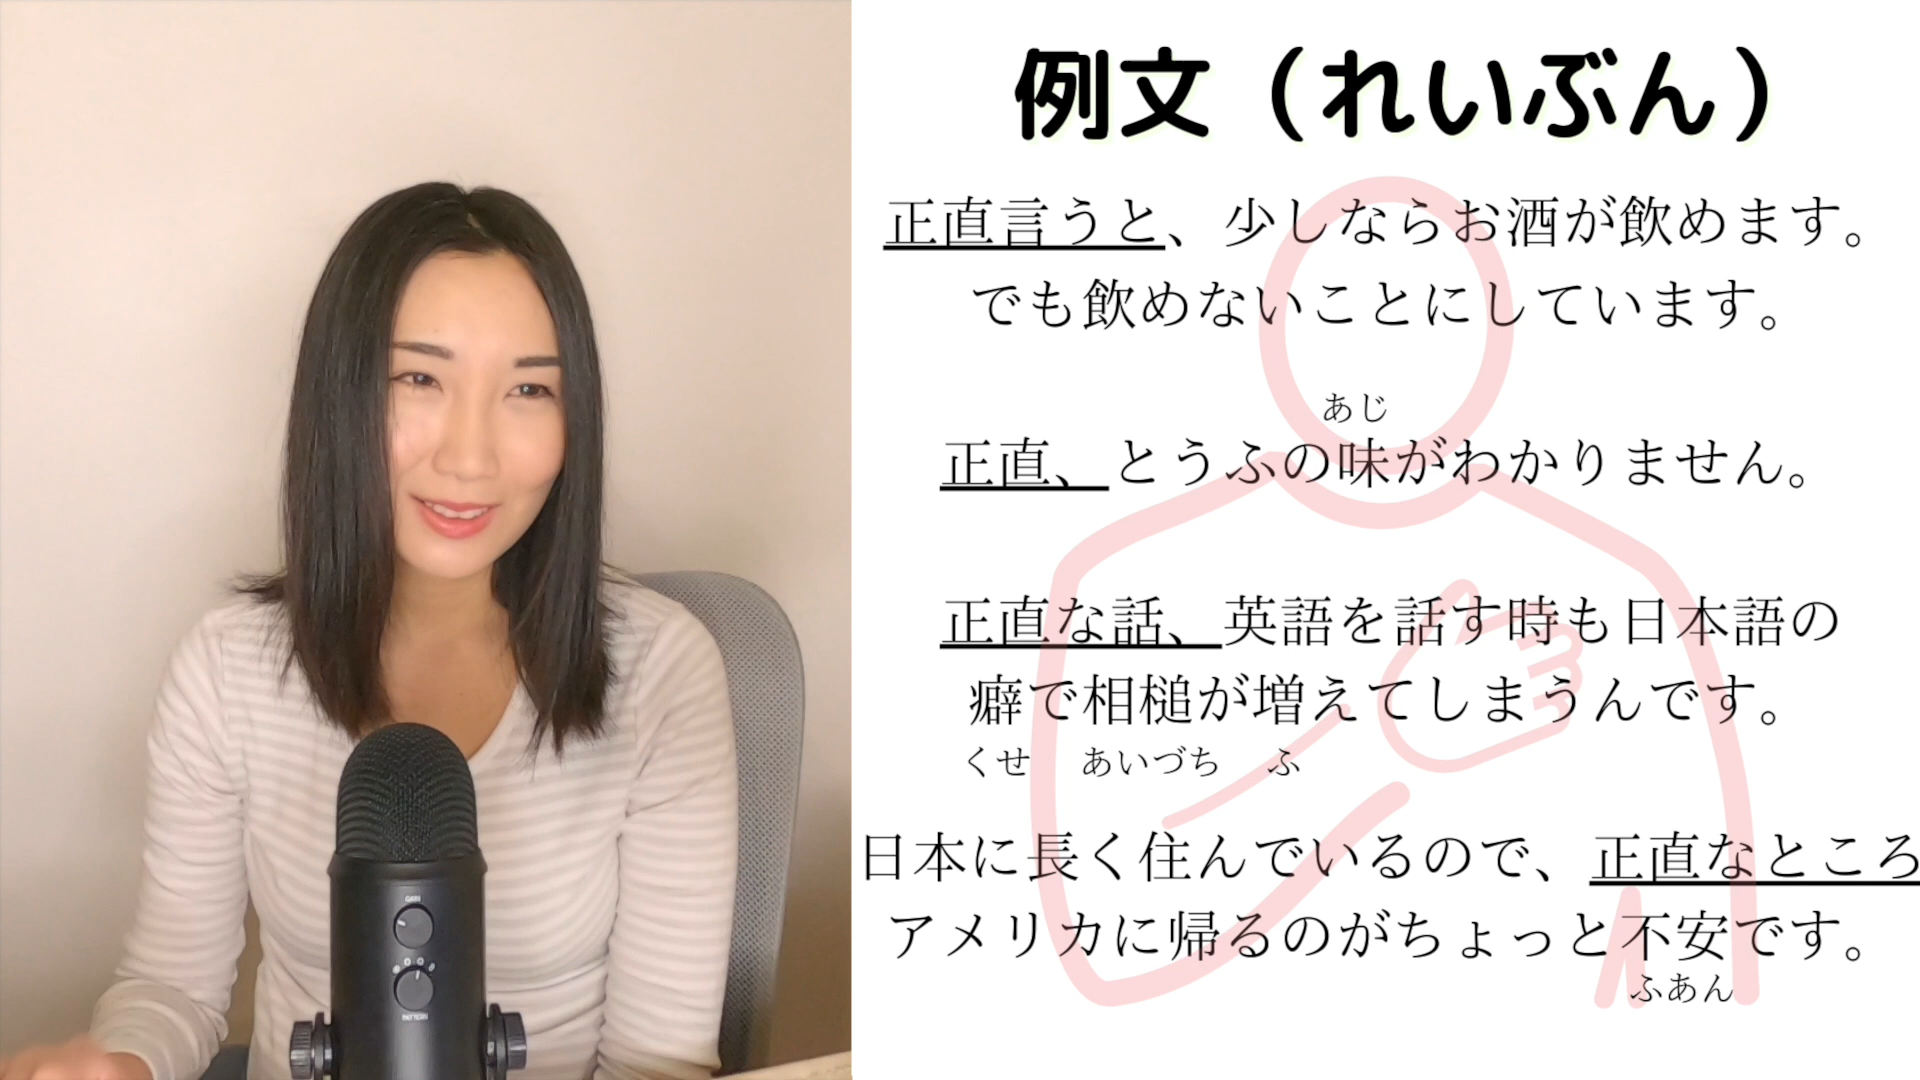 例文（れいぶん）
正直言うと、少しならお酒が飲めます。
でも飲めないことにしています。
あじ
正直、とうふの味がわかりません。
正直な話、英語を話す時も日本語の
癖で相槌が増えてしまうんです。
くせ あいづち ふ
日本に長く住んでいるので、正直なところ
アメリカに帰るのがちょっと不安です。
ふあん
GAIN
PATTERN